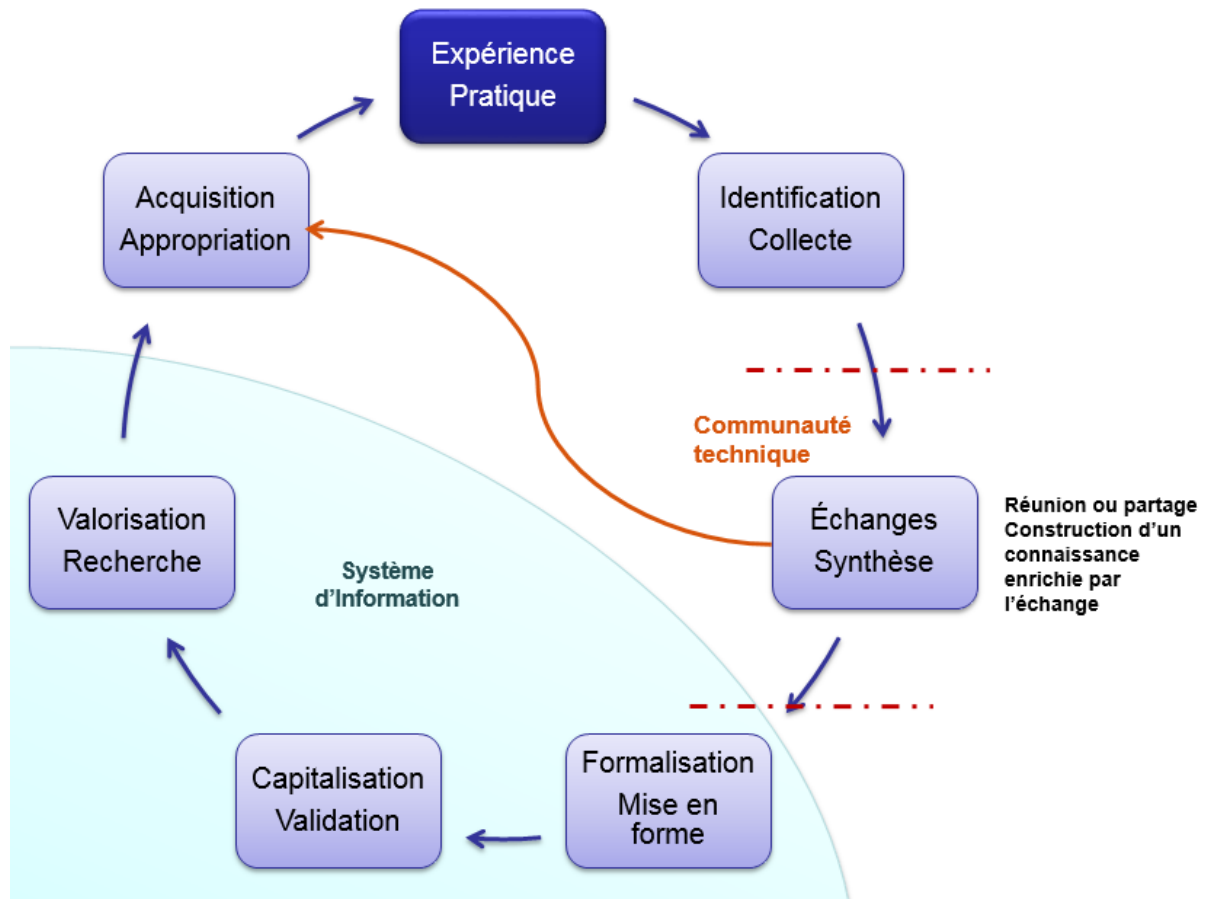 Expérience
Pratique
Identification
Collecte
Communauté
technique
Échanges
Synthèse
Réunion ou partage
Construction d'un
connaissance
enrichie par
l'échange
Formalisation
Mise en
forme
Capitalisation
Validation
Valorisation
Recherche
Acquisition
Appropriation
Système
d'Information